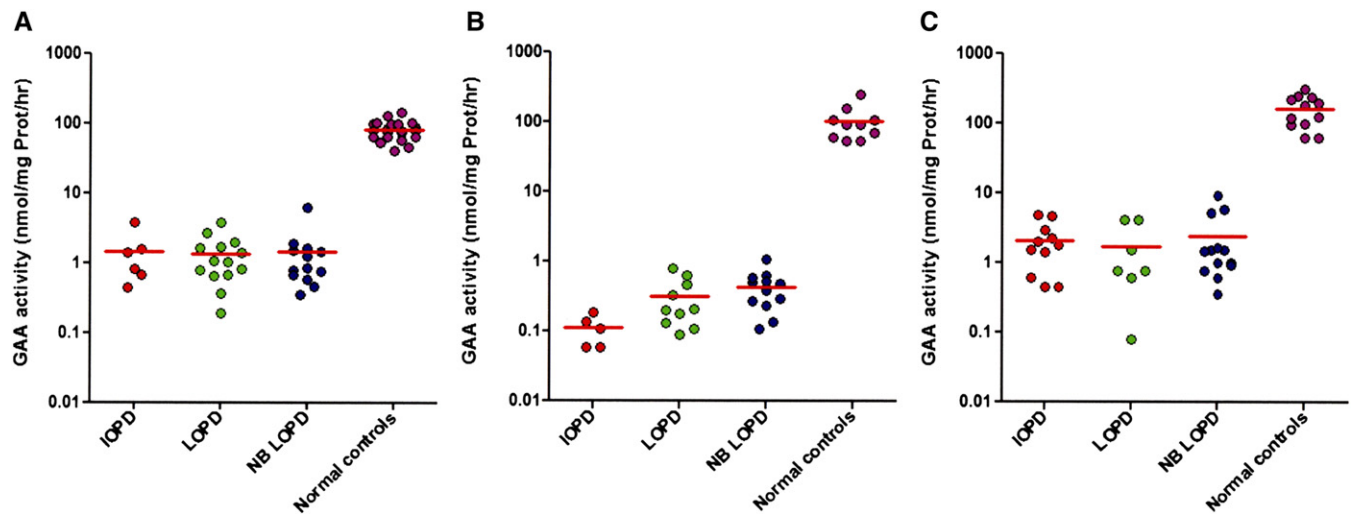 A
GAA activity (nmol/mg Prot/hr)
1000
100
10
1
0.1
0.01
IOPD
LOPD
NB LOPD
Normal controls
B
GAA activity (nmol/mg Prot/hr)
1000
100
10
1
0.1
0.01
IOPD
LOPD
NB LOPD
Normal controls
C
GAA activity (nmol/mg Prot/hr)
1000
100
10
1
0.1
0.01
IOPD
LOPD
NB LOPD
Normal controls